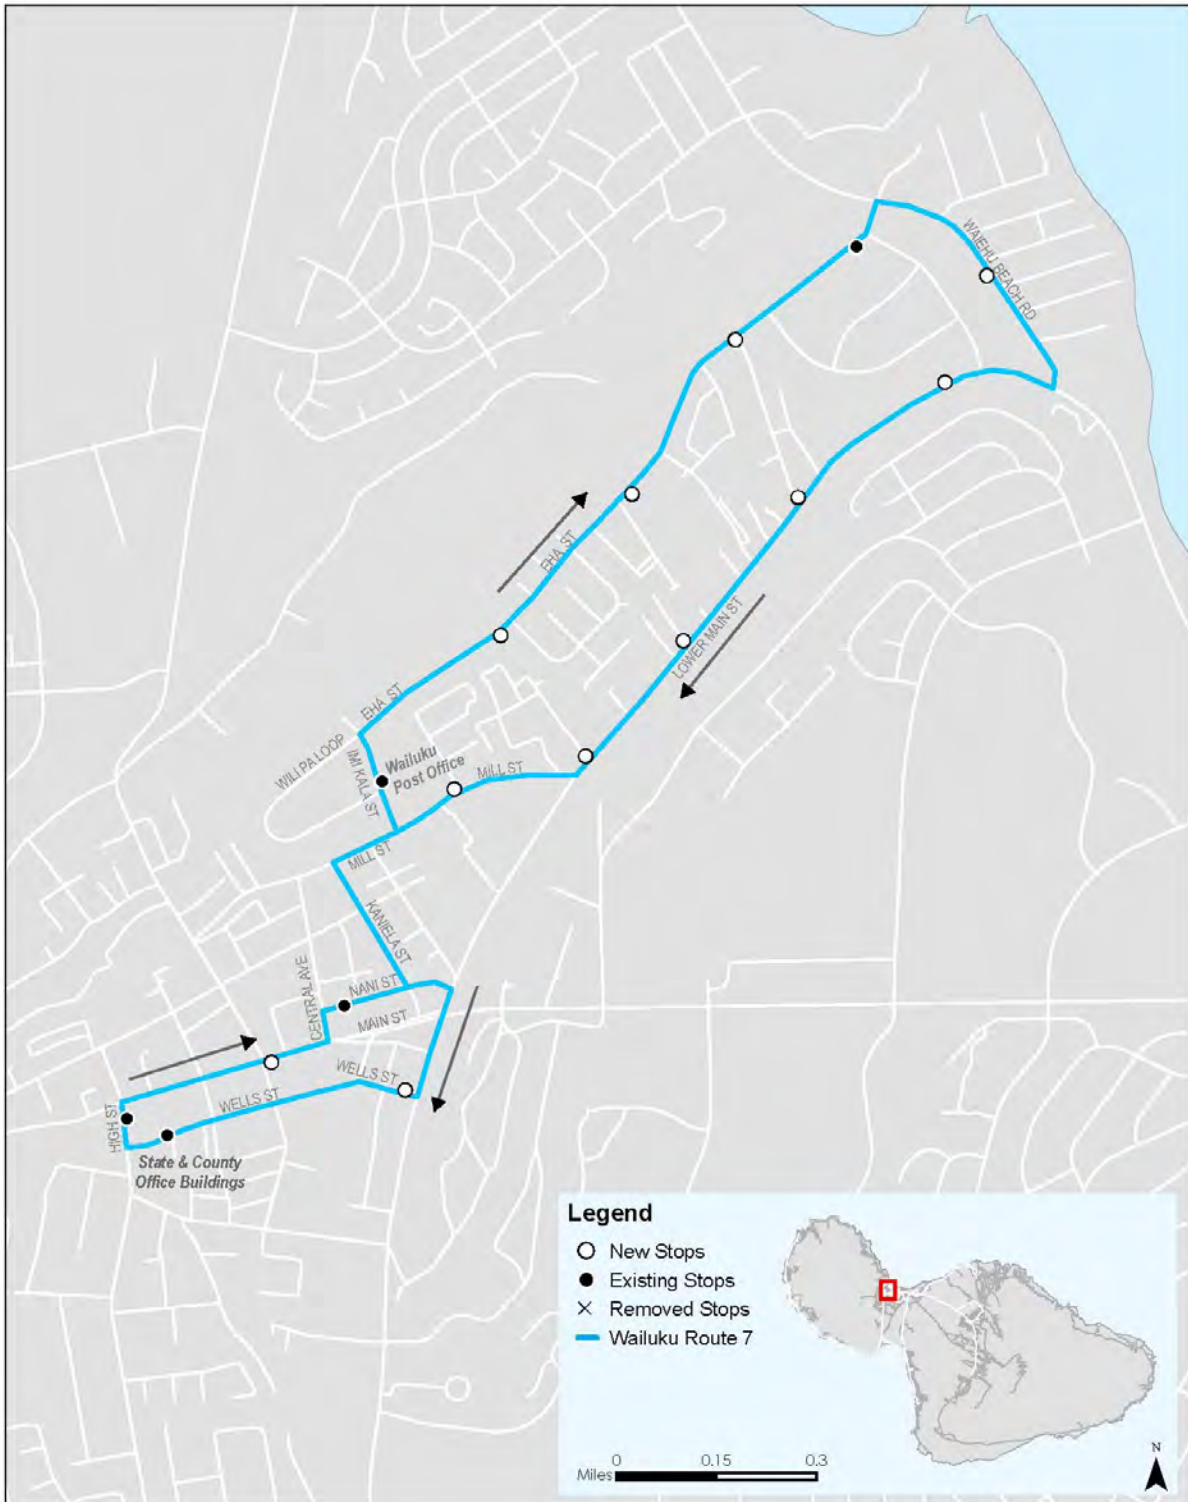 WAIEHU BEACH RD
EHA ST
LOWER MAIN ST
EHA ST
WILI PA LOOP
IMI KALA ST
Wailuku
Post Office
MILL ST
MILL ST
KANIELA ST
CENTRAL AVE
NANI ST
MAIN ST
WELLS ST
WELLS ST
HIGH ST
State & County
Office Buildings
Legend
New Stops
Existing Stops
Removed Stops
Wailuku Route 7
0 0.15 0.3
Miles
N